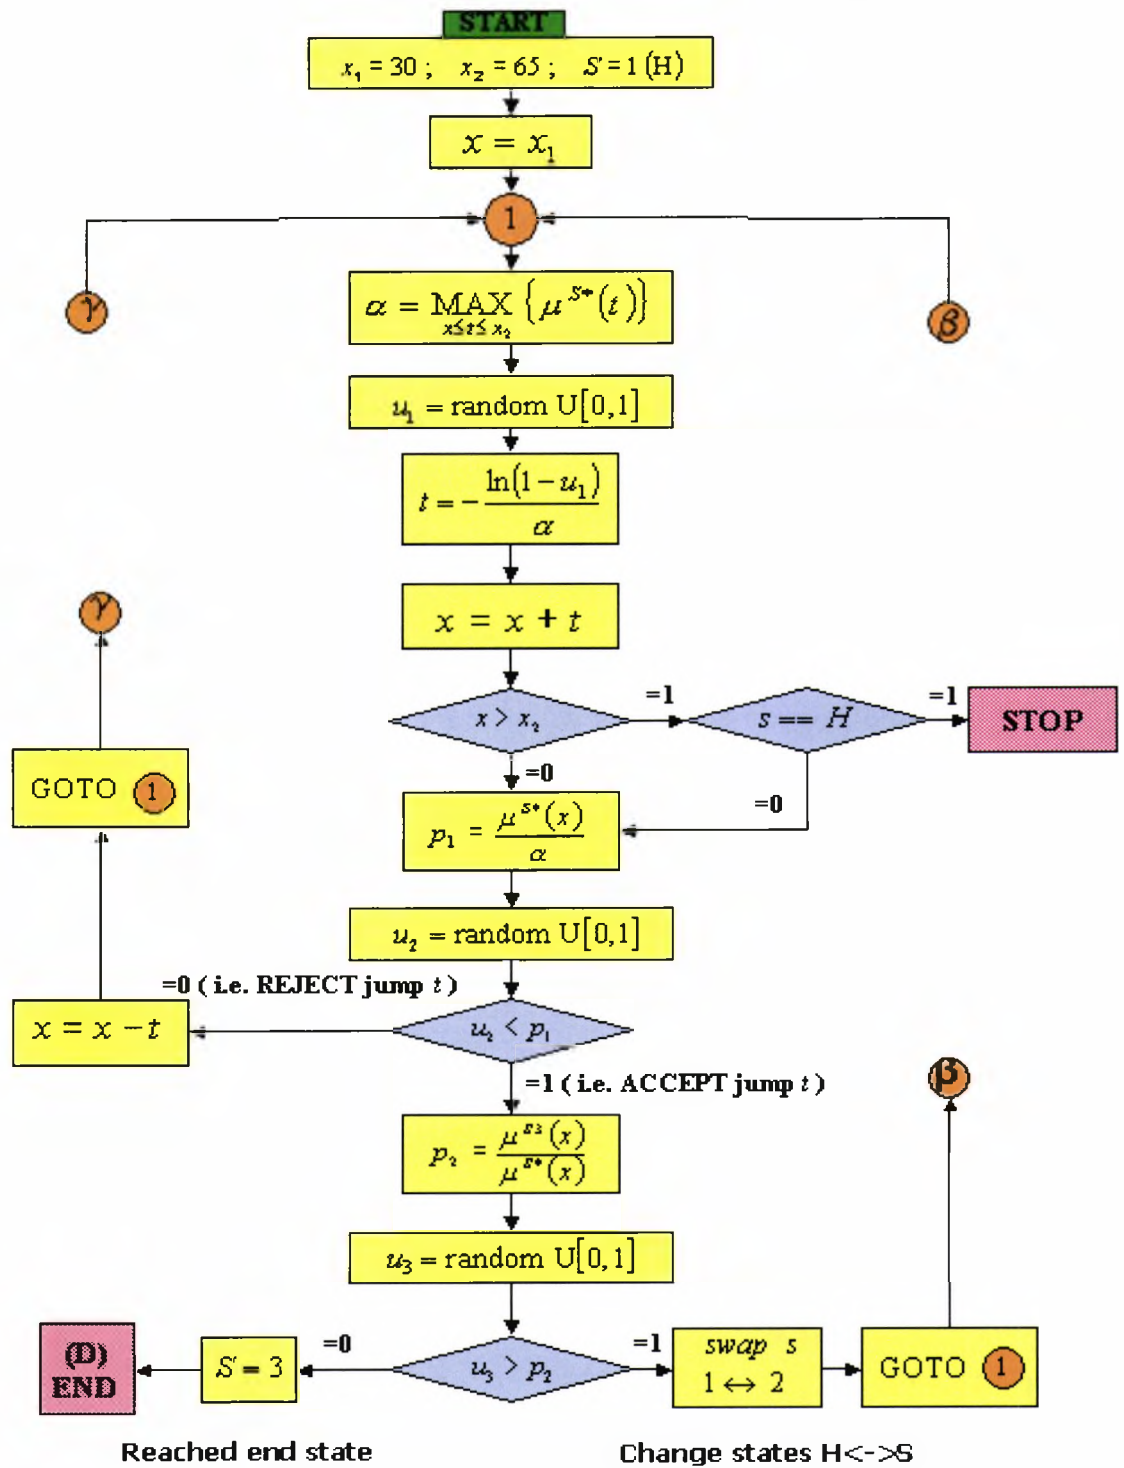 START
x₁ = 30 ; x₂ = 65 ; S = 1 (H)
x = x₁
1
γ
β
α = MAX {μ^{S*}(t)}
x≤t≤x₂
u₁ = random U[0,1]
t = − ln(1 − u₁) / α
x = x + t
γ
x > x₂
=1
s == H
=1
STOP
=0
=0
GOTO 1
p₁ = μ^{S*}(x) / α
u₂ = random U[0,1]
=0 ( i.e. REJECT jump t )
x = x − t
u₂ < p₁
=1 ( i.e. ACCEPT jump t )
β
p₂ = μ^{S3}(x) / μ^{S*}(x)
u₃ = random U[0,1]
(D)
END
S = 3
=0
u₃ > p₂
=1
swap s
1 ↔ 2
GOTO 1
Reached end state
Change states H<->S